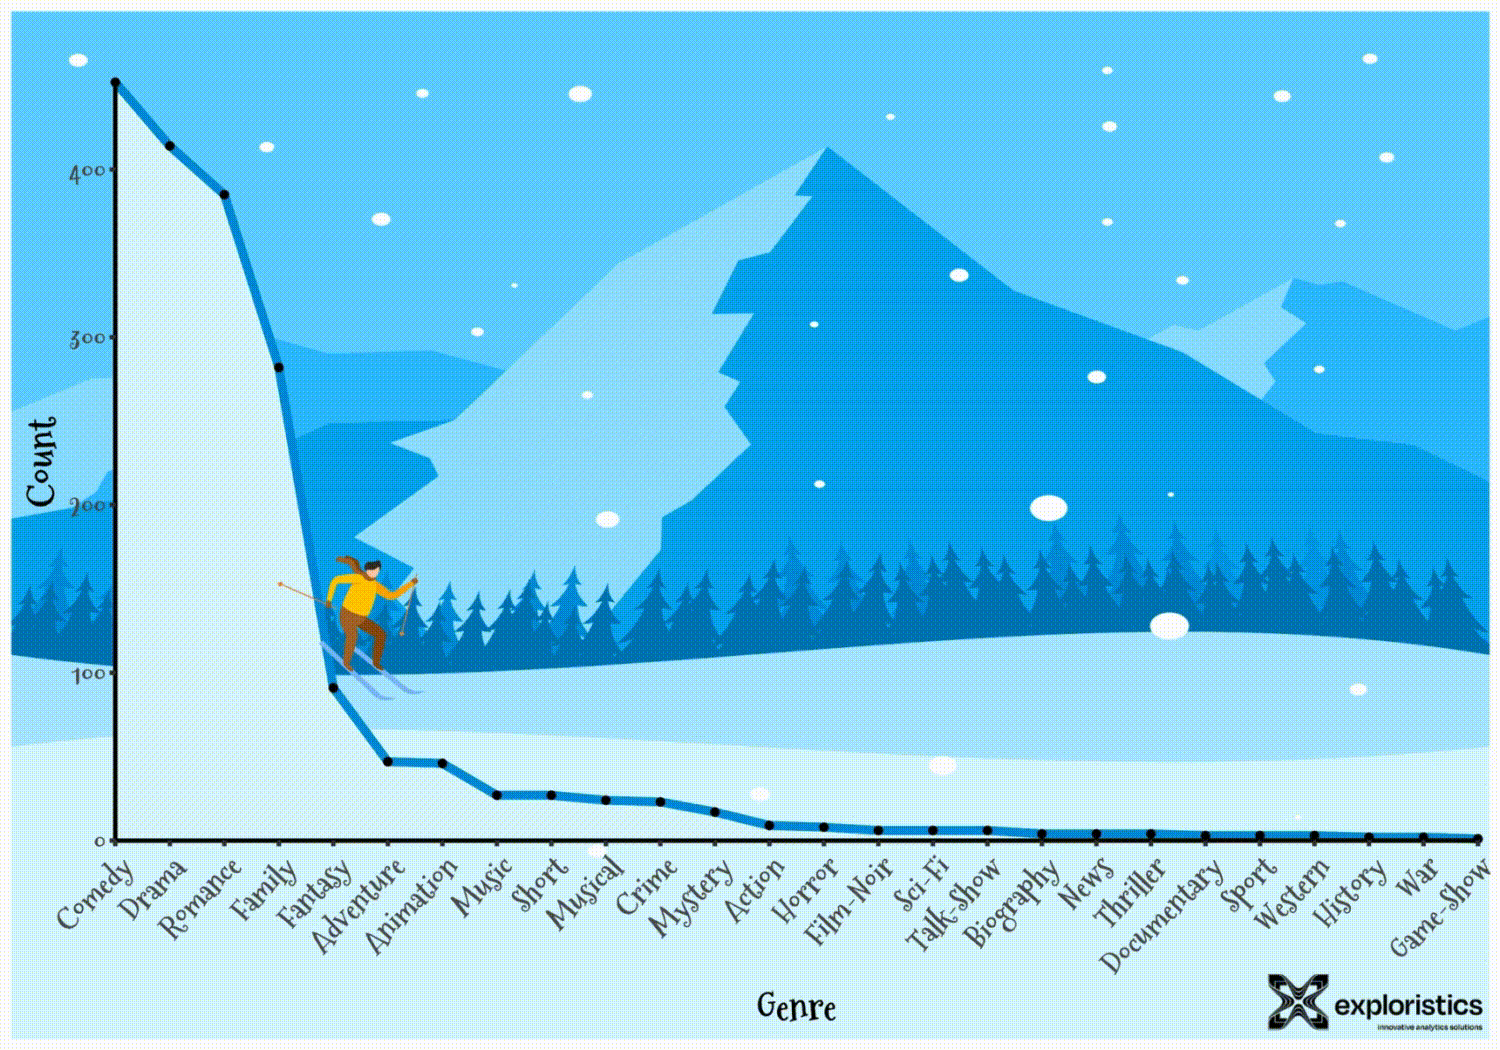 400
300
200
100
0
Count
Comedy
Drama
Romance
Family
Fantasy
Adventure
Animation
Music
Short
Musical
Crime
Mystery
Action
Horror
Film-Noir
Sci-Fi
Talk-Show
Biography
News
Thriller
Documentary
Sport
Western
History
War
Game-Show
Genre
exploristics
innovative analytics solutions